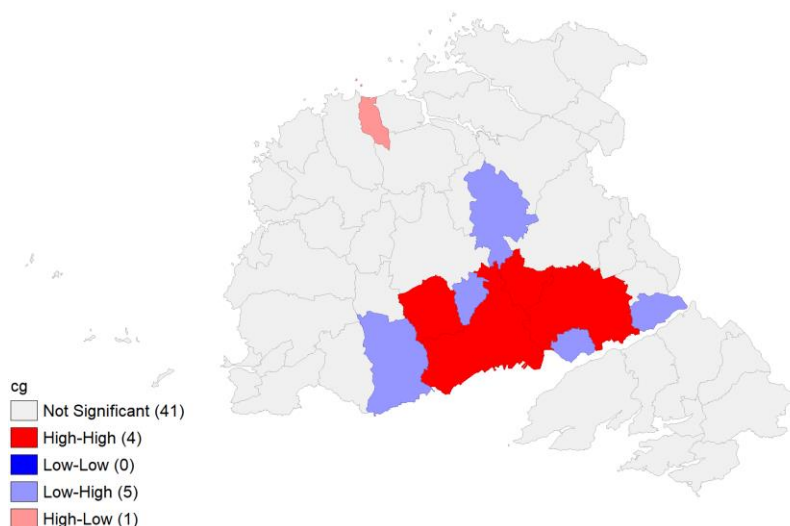 cg
Not Significant (41)
High-High (4)
Low-Low (0)
Low-High (5)
High-Low (1)